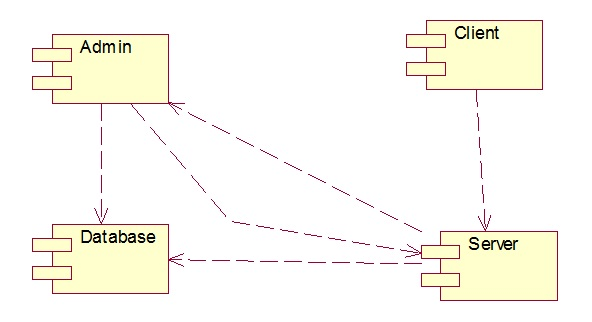 Admin
Client
Database
Server